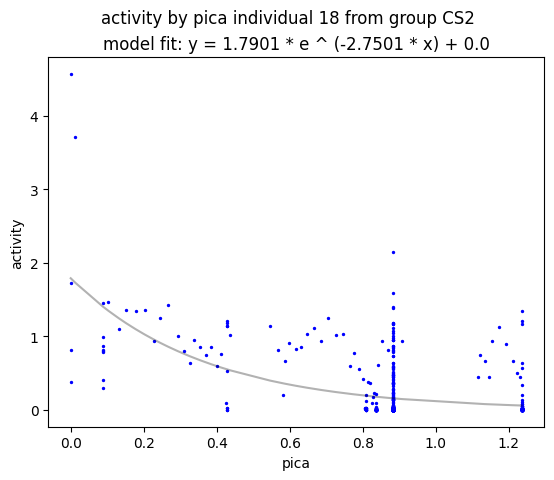 activity by pica individual 18 from group CS2
model fit: y = 1.7901 * e ^ (-2.7501 * x) + 0.0
4
3
2
1
0
activity
0.0 0.2 0.4 0.6 0.8 1.0 1.2
pica